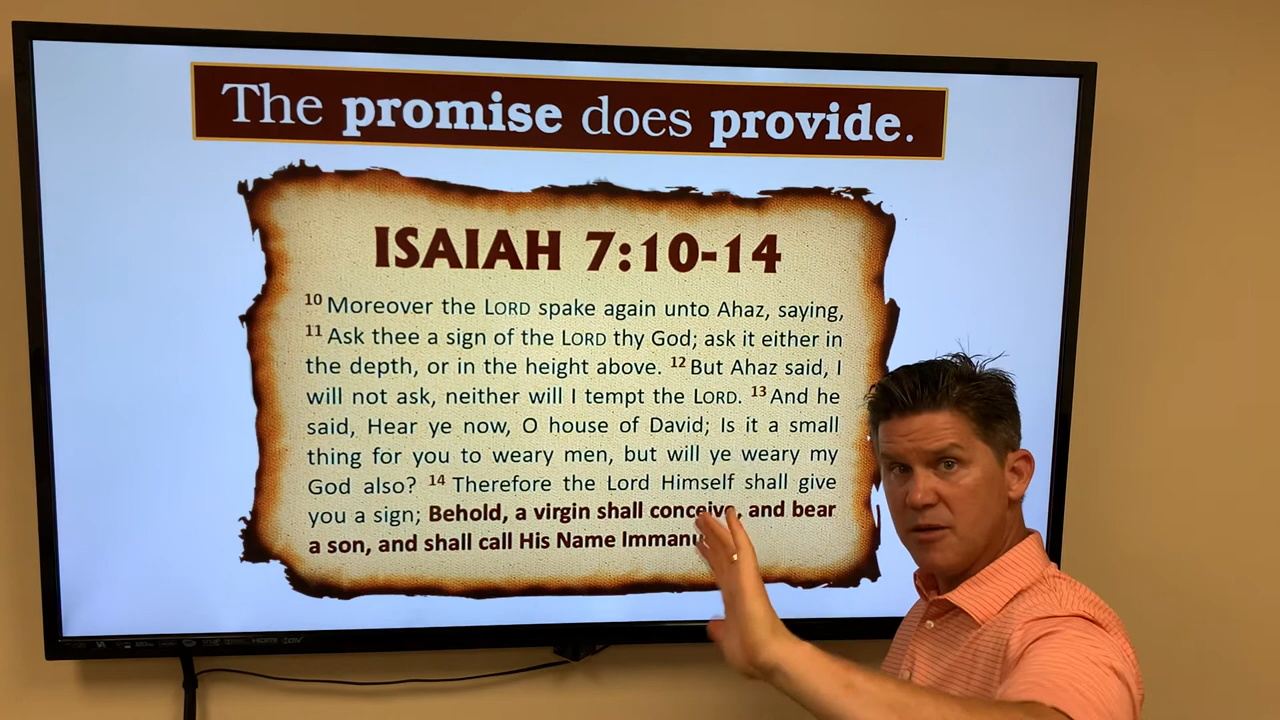 The promise does provide.
ISAIAH 7:10-14
10 Moreover the LORD spake again unto Ahaz, saying,
11 Ask thee a sign of the LORD thy God; ask it either in
the depth, or in the height above. 12 But Ahaz said, I
will not ask, neither will I tempt the LORD. 13 And he
said, Hear ye now, O house of David; Is it a small
thing for you to weary men, but will ye weary my
God also? 14 Therefore the Lord Himself shall give
you a sign; Behold, a virgin shall conceive, and bear
a son, and shall call His Name Immanu